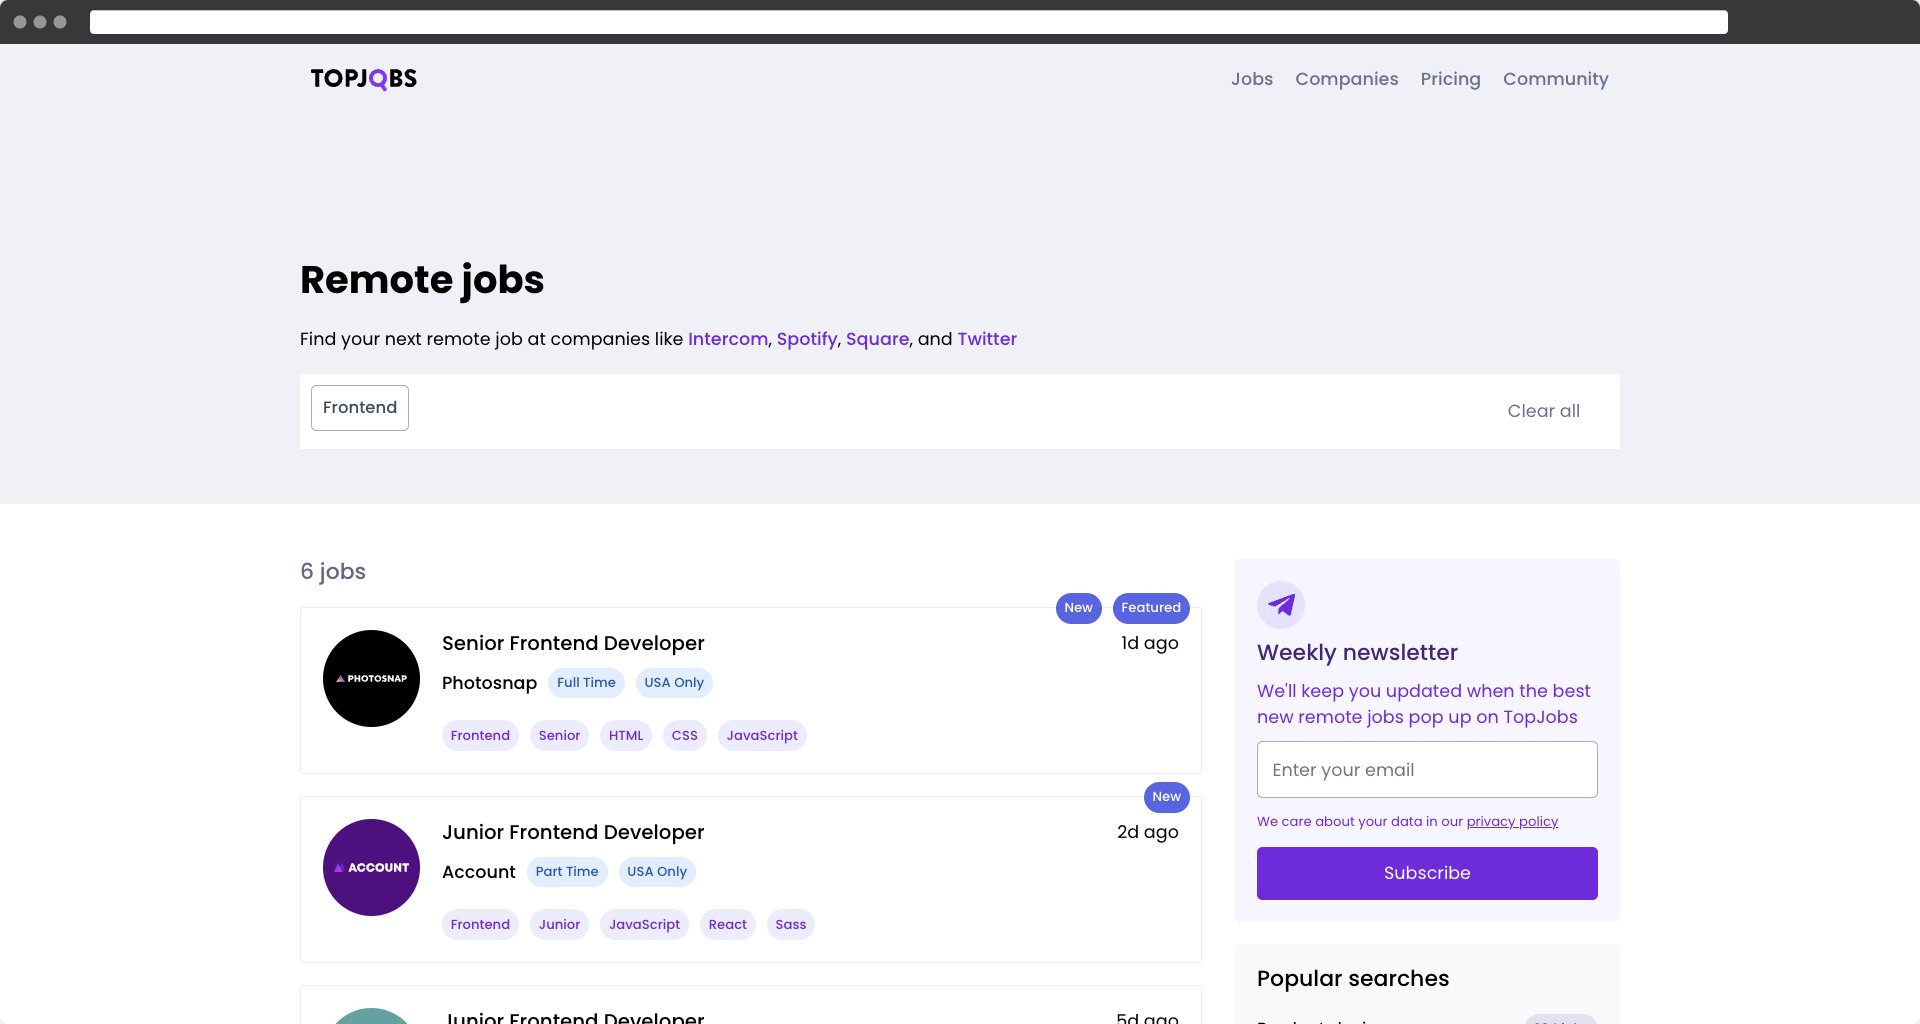 TOPJOBS
Jobs Companies Pricing Community
Remote jobs
Find your next remote job at companies like Intercom, Spotify, Square, and Twitter
Frontend
Clear all
6 jobs
New Featured
Senior Frontend Developer
1d ago
PHOTOSNAP
Photosnap Full Time USA Only
Frontend Senior HTML CSS JavaScript
New
Junior Frontend Developer
2d ago
ACCOUNT
Account Part Time USA Only
Frontend Junior JavaScript React Sass
Junior Frontend Developer
5d ago
Weekly newsletter
We'll keep you updated when the best
new remote jobs pop up on TopJobs
Enter your email
We care about your data in our privacy policy
Subscribe
Popular searches